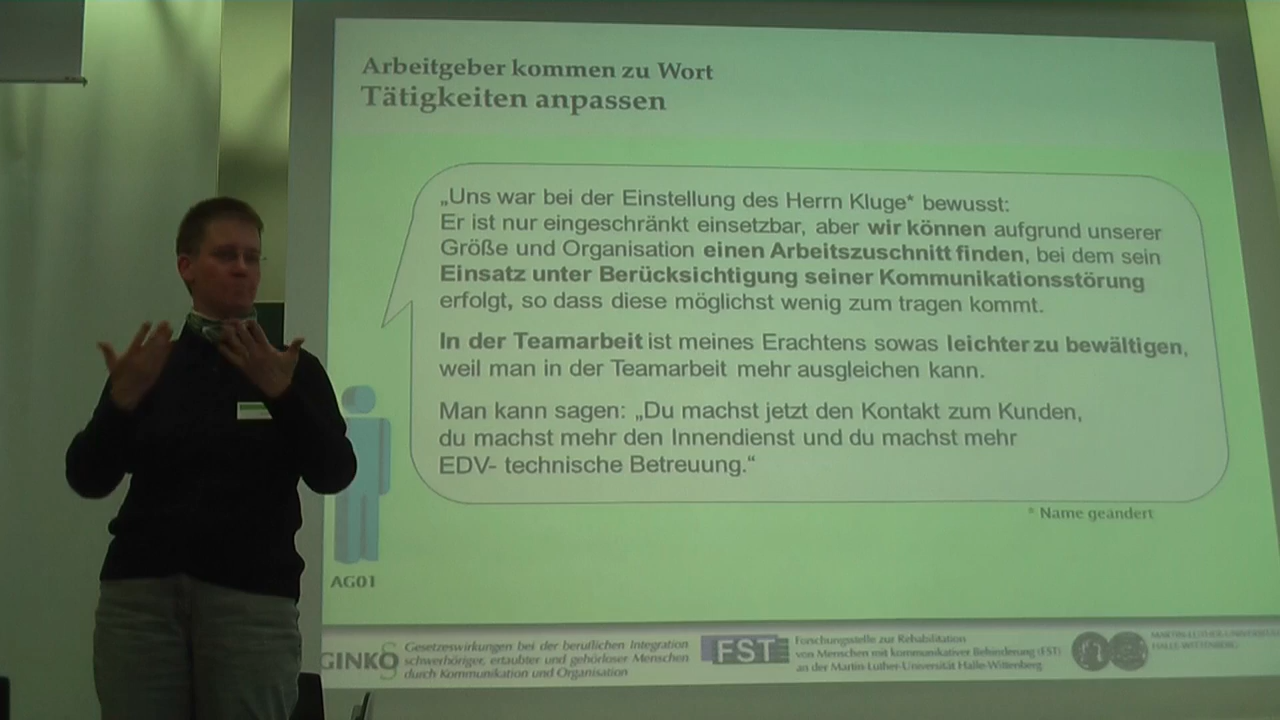 Arbeitgeber kommen zu Wort
Tätigkeiten anpassen
„Uns war bei der Einstellung des Herrn Kluge* bewusst:
Er ist nur eingeschränkt einsetzbar, aber wir können aufgrund unserer
Größe und Organisation einen Arbeitszuschnitt finden, bei dem sein
Einsatz unter Berücksichtigung seiner Kommunikationsstörung
erfolgt, so dass diese möglichst wenig zum tragen kommt.
In der Teamarbeit ist meines Erachtens sowas leichter zu bewältigen,
weil man in der Teamarbeit mehr ausgleichen kann.
Man kann sagen: „Du machst jetzt den Kontakt zum Kunden,
du machst mehr den Innendienst und du machst mehr
EDV- technische Betreuung.“
* Name geändert
AG01
GINKO
Gesetzeswirkungen bei der beruflichen Integration
schwerhöriger, ertaubter und gehörloser Menschen
durch Kommunikation und Organisation
FST
Forschungsstelle zur Rehabilitation
von Menschen mit kommunikativer Behinderung (FST)
an der Martin-Luther-Universität Halle-Wittenberg
MARTIN-LUTHER-UNIVERSITÄT
HALLE-WITTENBERG